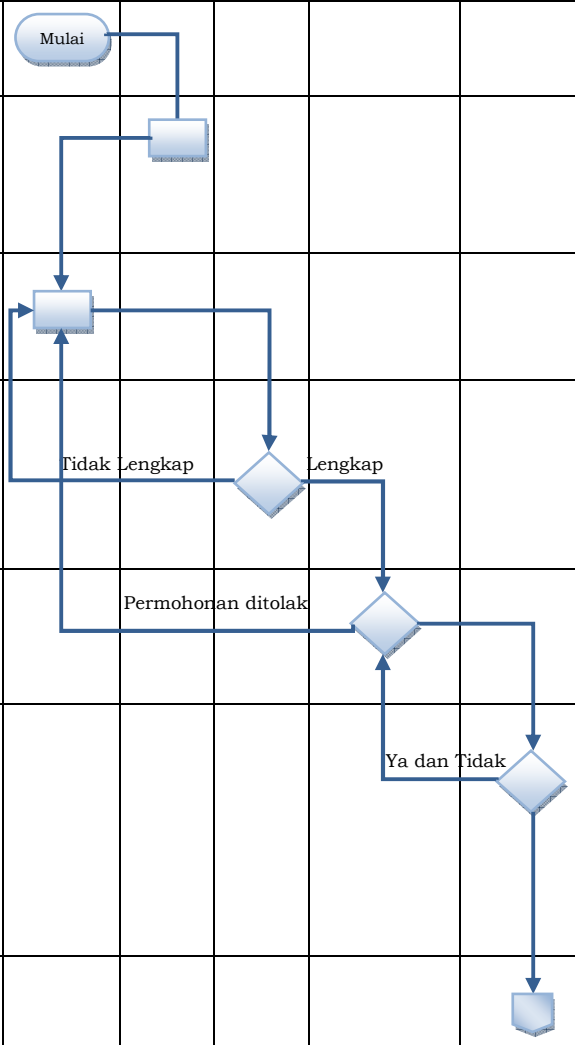 Mulai
Tidak Lengkap
Lengkap
Permohonan ditolak
Ya dan Tidak